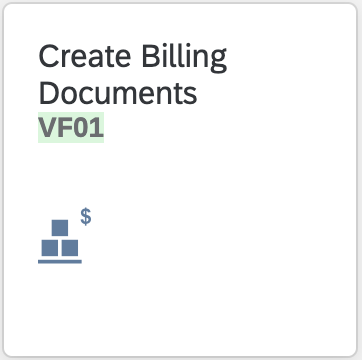 Create Billing
Documents
VF01
$